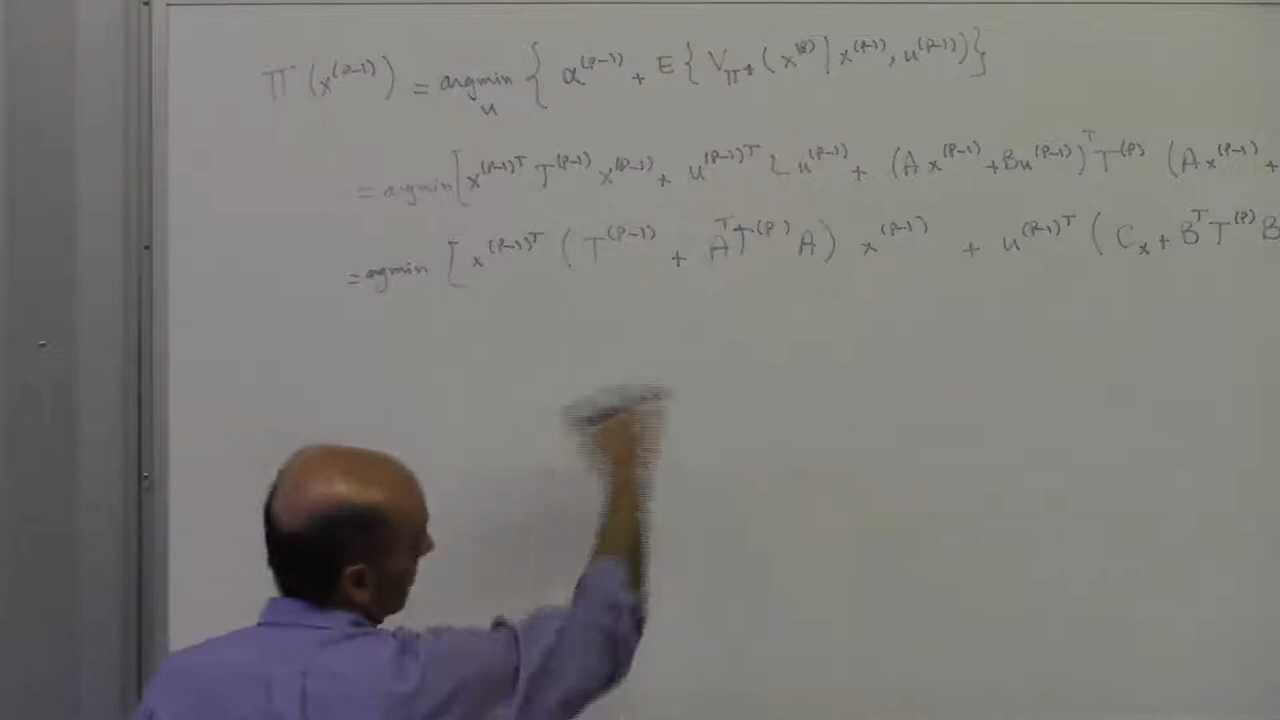 Π(x^(P-1)) = argmin_u { α^(P-1) + E{ V_Π*(x^(P) | x^(P-1), u^(P-1)) }
= argmin [ x^(P-1)T T^(P-1) x^(P-1) + u^(P-1)T L u^(P-1) + (A x^(P-1) + Bu^(P-1))^T T^(P) (A x^(P-1) +
= argmin [ x^(P-1)T ( T^(P-1) + A^T T^(P) A ) x^(P-1) + u^(P-1)T ( C_x + B^T T^(P) B